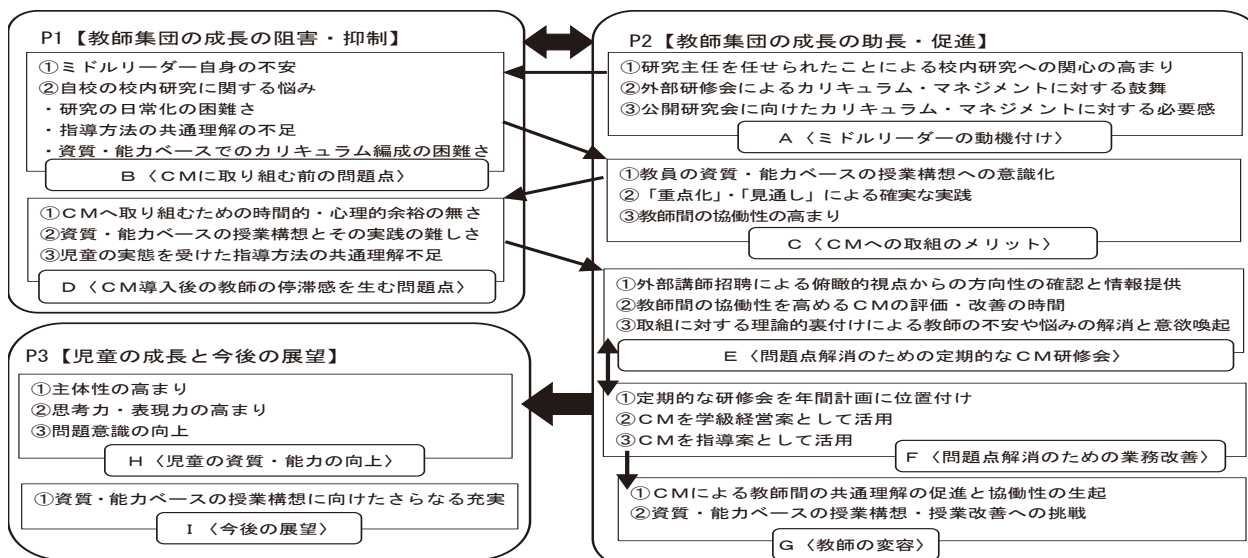 P1【教師集団の成長の阻害・抑制】
①ミドルリーダー自身の不安
②自校の校内研究に関する悩み
・研究の日常化の困難さ
・指導方法の共通理解の不足
・資質・能力ベースでのカリキュラム編成の困難さ
B〈CMに取り組む前の問題点〉
①CMへ取り組むための時間的・心理的余裕の無さ
②資質・能力ベースの授業構想とその実践の難しさ
③児童の実態を受けた指導方法の共通理解不足
D〈CM導入後の教師の停滞感を生む問題点〉
P2【教師集団の成長の助長・促進】
①研究主任を任せられたことによる校内研究への関心の高まり
②外部研修会によるカリキュラム・マネジメントに対する鼓舞
③公開研究会に向けたカリキュラム・マネジメントに対する必要感
A〈ミドルリーダーの動機付け〉
①教員の資質・能力ベースの授業構想への意識化
②「重点化」・「見通し」による確実な実践
③教師間の協働性の高まり
C〈CMへの取組のメリット〉
①外部講師招聘による俯瞰的視点からの方向性の確認と情報提供
②教師間の協働性を高めるCMの評価・改善の時間
③取組に対する理論的裏付けによる教師の不安や悩みの解消と意欲喚起
E〈問題点解消のための定期的なCM研修会〉
①定期的な研修会を年間計画に位置付け
②CMを学級経営案として活用
③CMを指導案として活用
F〈問題点解消のための業務改善〉
①CMによる教師間の共通理解の促進と協働性の生起
②資質・能力ベースの授業構想・授業改善への挑戦
G〈教師の変容〉
P3【児童の成長と今後の展望】
①主体性の高まり
②思考力・表現力の高まり
③問題意識の向上
H〈児童の資質・能力の向上〉
①資質・能力ベースの授業構想に向けたさらなる充実
I〈今後の展望〉